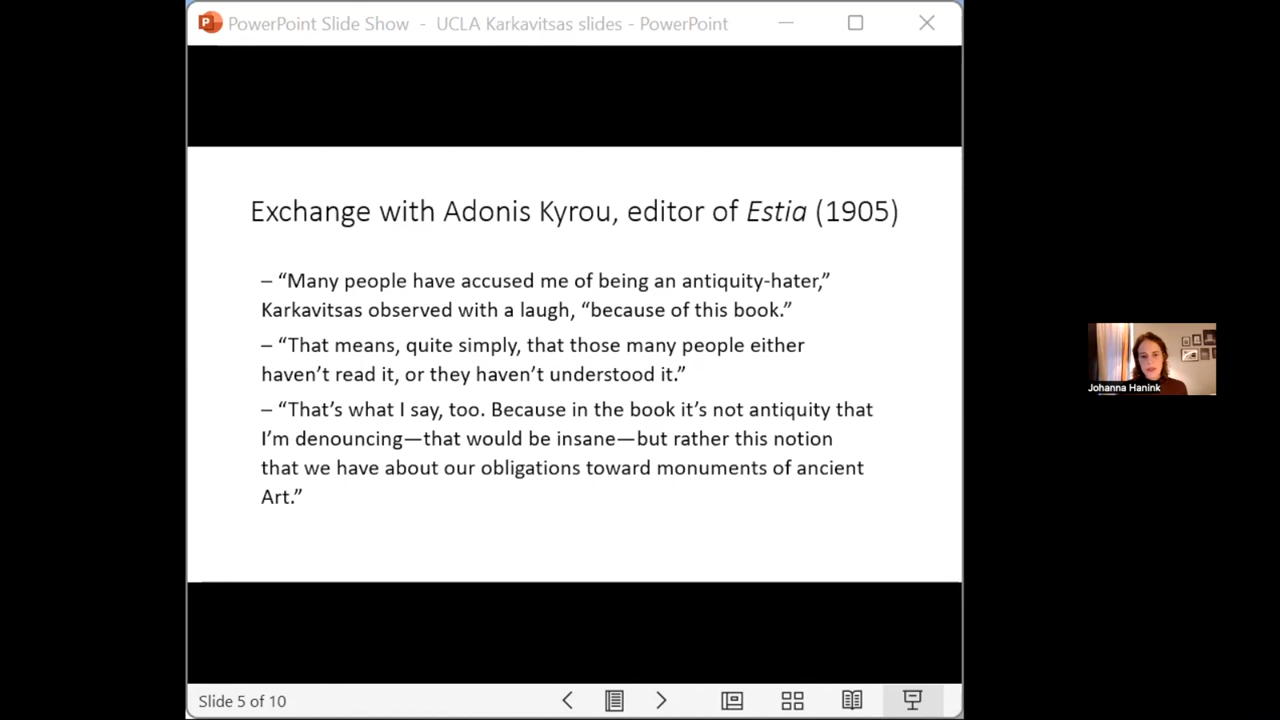 PowerPoint Slide Show - UCLA Karkavitsas slides - PowerPoint
Exchange with Adonis Kyrou, editor of Estia (1905)
– “Many people have accused me of being an antiquity-hater,”
Karkavitsas observed with a laugh, “because of this book.”
– “That means, quite simply, that those many people either
haven’t read it, or they haven’t understood it.”
– “That’s what I say, too. Because in the book it’s not antiquity that
I’m denouncing—that would be insane—but rather this notion
that we have about our obligations toward monuments of ancient
Art.”
Johanna Hanink
Slide 5 of 10